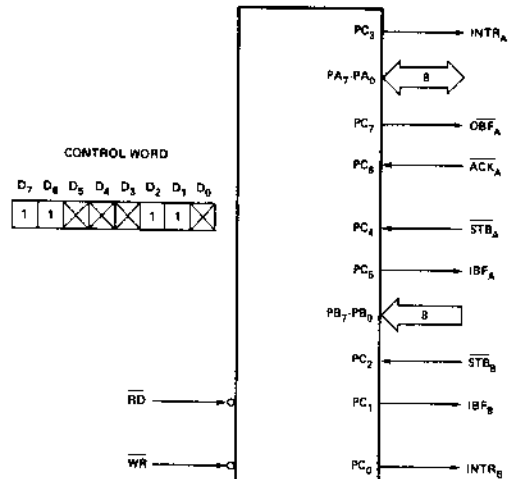 PC3 INTRA
PA7-PA0 8
PC7 OBFA
CONTROL WORD
PC6 ACKA
D7 D6 D5 D4 D3 D2 D1 D0
1 1 1 1
PC4 STBA
PC5 IBFA
PB7-PB0 8
PC2 STBB
RD PC1 IBFB
WR PC0 INTRB